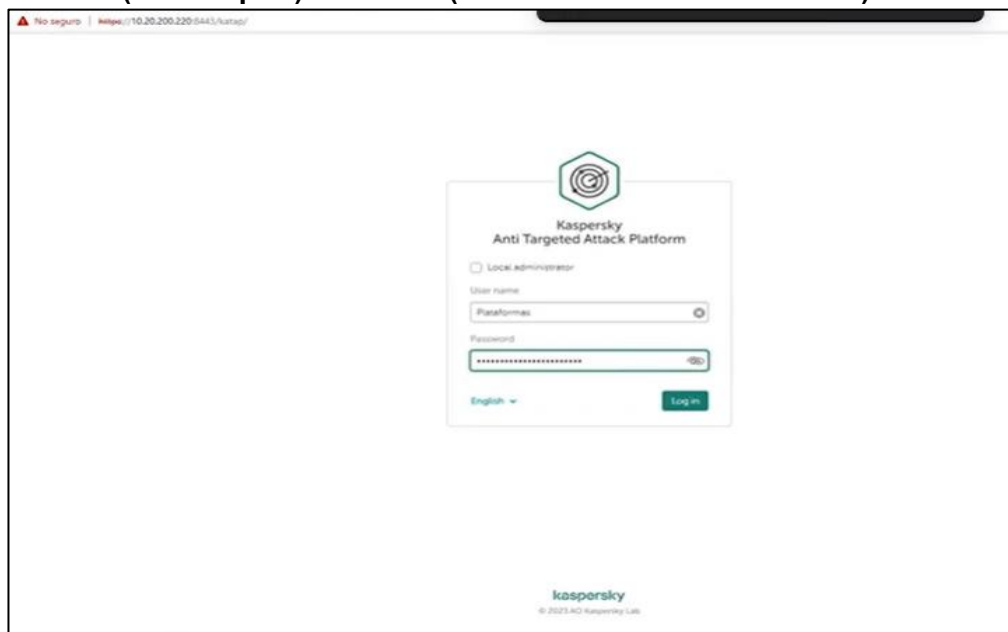 No seguro | https://10.20.200.220:8443/katap/
Kaspersky
Anti Targeted Attack Platform
Local administrator
User name
Plataformas
Password
•••••••••••••••••••••••
English
Log in
kaspersky
© 2023 AO Kaspersky Lab